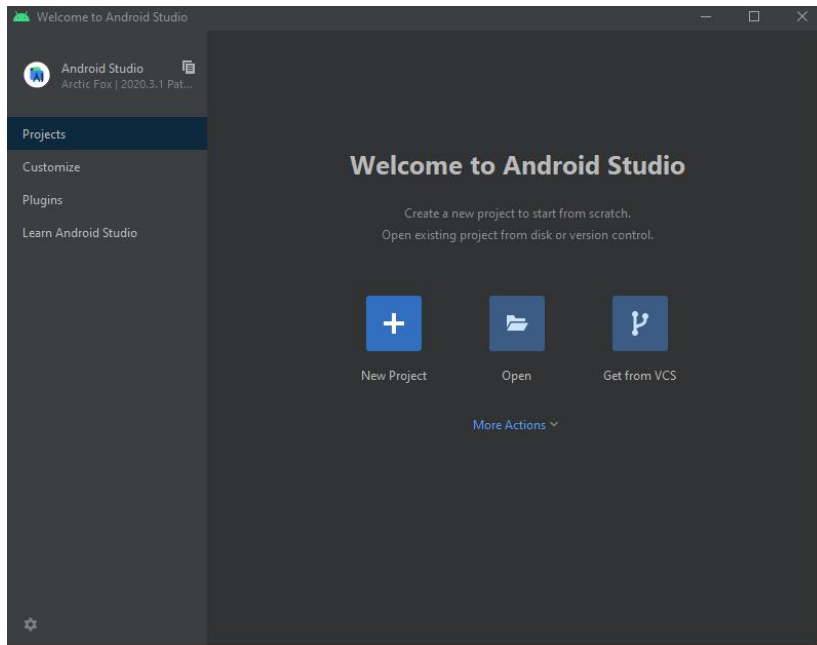 Welcome to Android Studio
Android Studio
Arctic Fox | 2020.3.1 Pat...
Projects
Customize
Plugins
Learn Android Studio
Welcome to Android Studio
Create a new project to start from scratch.
Open existing project from disk or version control.
New Project
Open
Get from VCS
More Actions